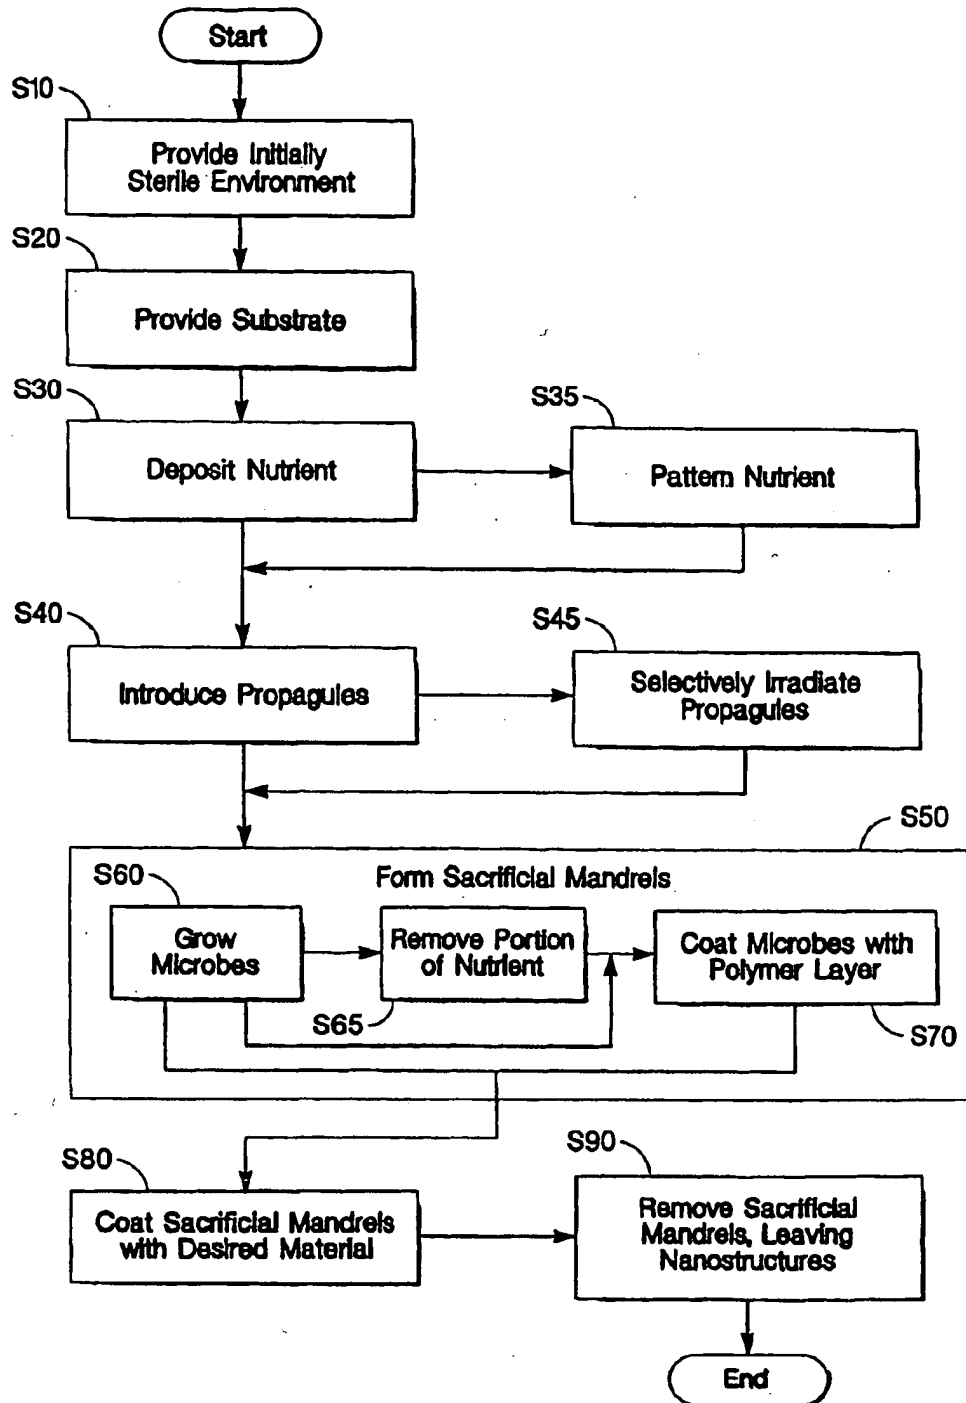 Start
S10
Provide Initially
Sterile Environment
S20
Provide Substrate
S30
Deposit Nutrient
S35
Pattern Nutrient
S40
Introduce Propagules
S45
Selectively Irradiate
Propagules
S50
Form Sacrificial Mandrels
S60
Grow
Microbes
Remove Portion
of Nutrient
S65
Coat Microbes with
Polymer Layer
S70
S80
Coat Sacrificial Mandrels
with Desired Material
S90
Remove Sacrificial
Mandrels, Leaving
Nanostructures
End